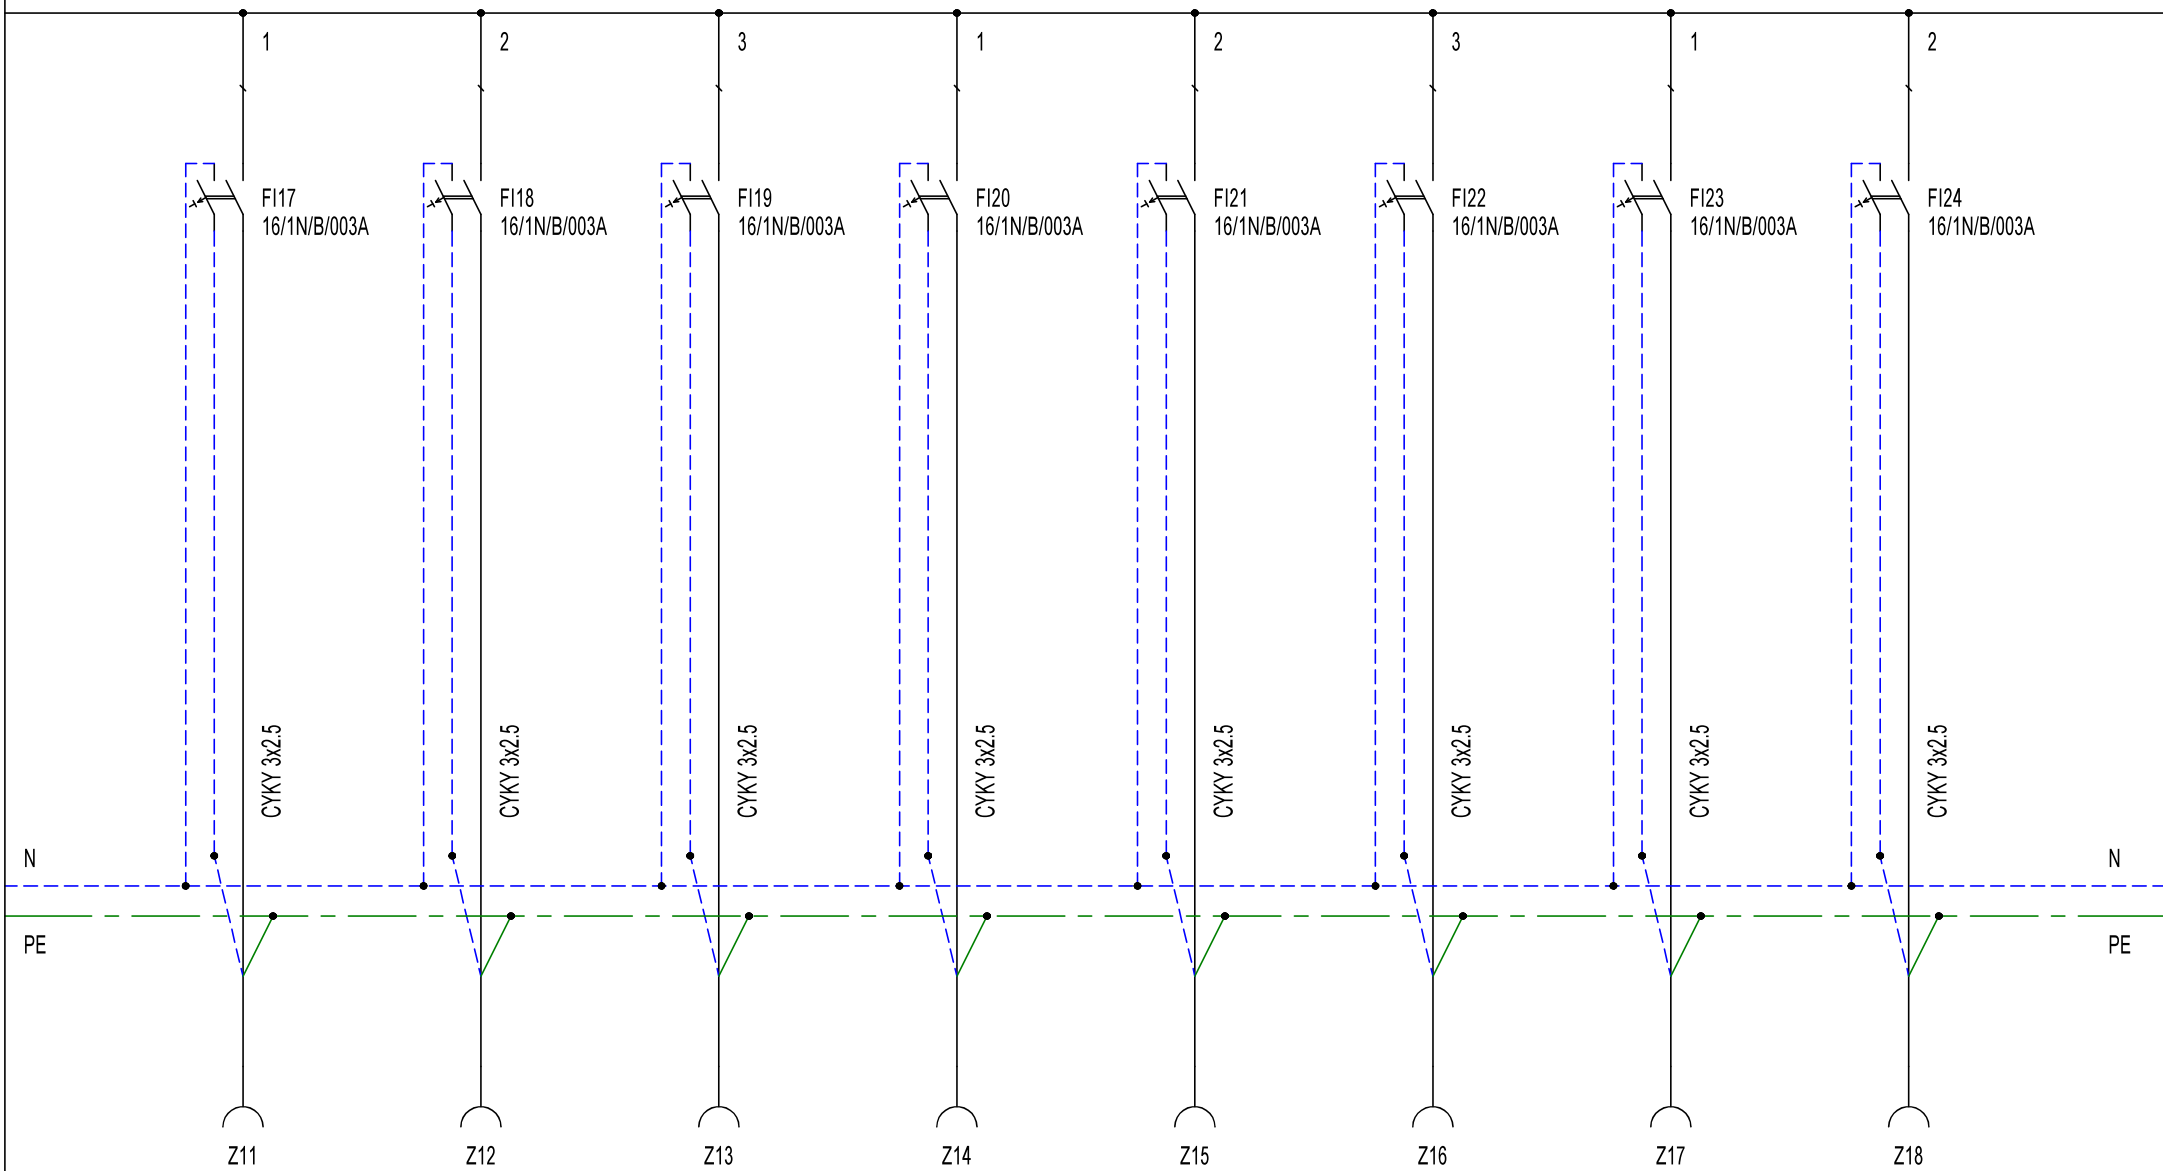 1 2 3 1 2 3 1 2
FI17 FI18 FI19 FI20 FI21 FI22 FI23 FI24
16/1N/B/003A 16/1N/B/003A 16/1N/B/003A 16/1N/B/003A 16/1N/B/003A 16/1N/B/003A 16/1N/B/003A 16/1N/B/003A
CYKY 3x2.5 CYKY 3x2.5 CYKY 3x2.5 CYKY 3x2.5 CYKY 3x2.5 CYKY 3x2.5 CYKY 3x2.5 CYKY 3x2.5
N N
PE PE
Z11 Z12 Z13 Z14 Z15 Z16 Z17 Z18